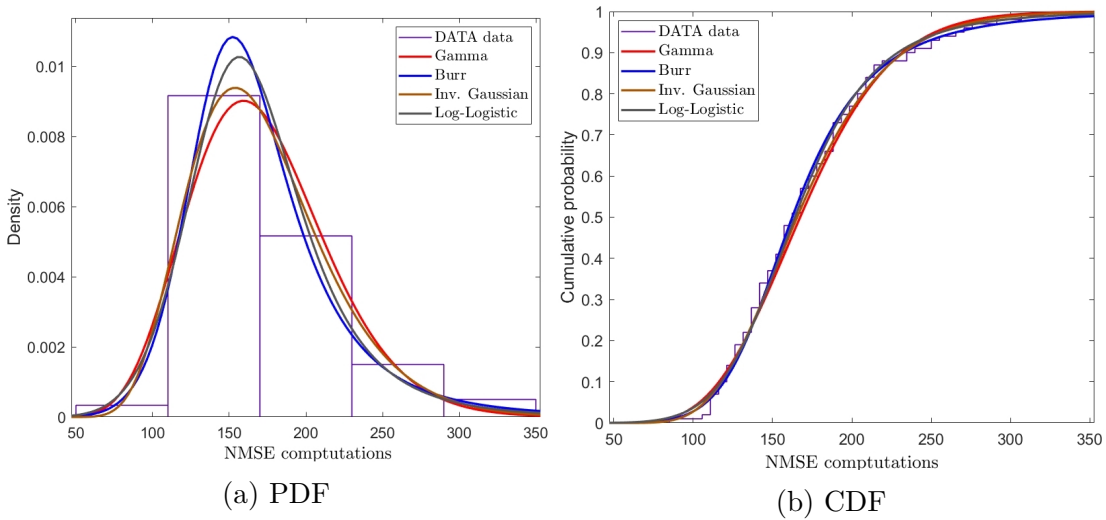 DATA data
Gamma
Burr
Inv. Gaussian
Log-Logistic
Density
0.01
0.008
0.006
0.004
0.002
0
50 100 150 200 250 300 350
NMSE comptutations
(a) PDF
DATA data
Gamma
Burr
Inv. Gaussian
Log-Logistic
Cumulative probability
1
0.9
0.8
0.7
0.6
0.5
0.4
0.3
0.2
0.1
0
50 100 150 200 250 300 350
NMSE comptutations
(b) CDF